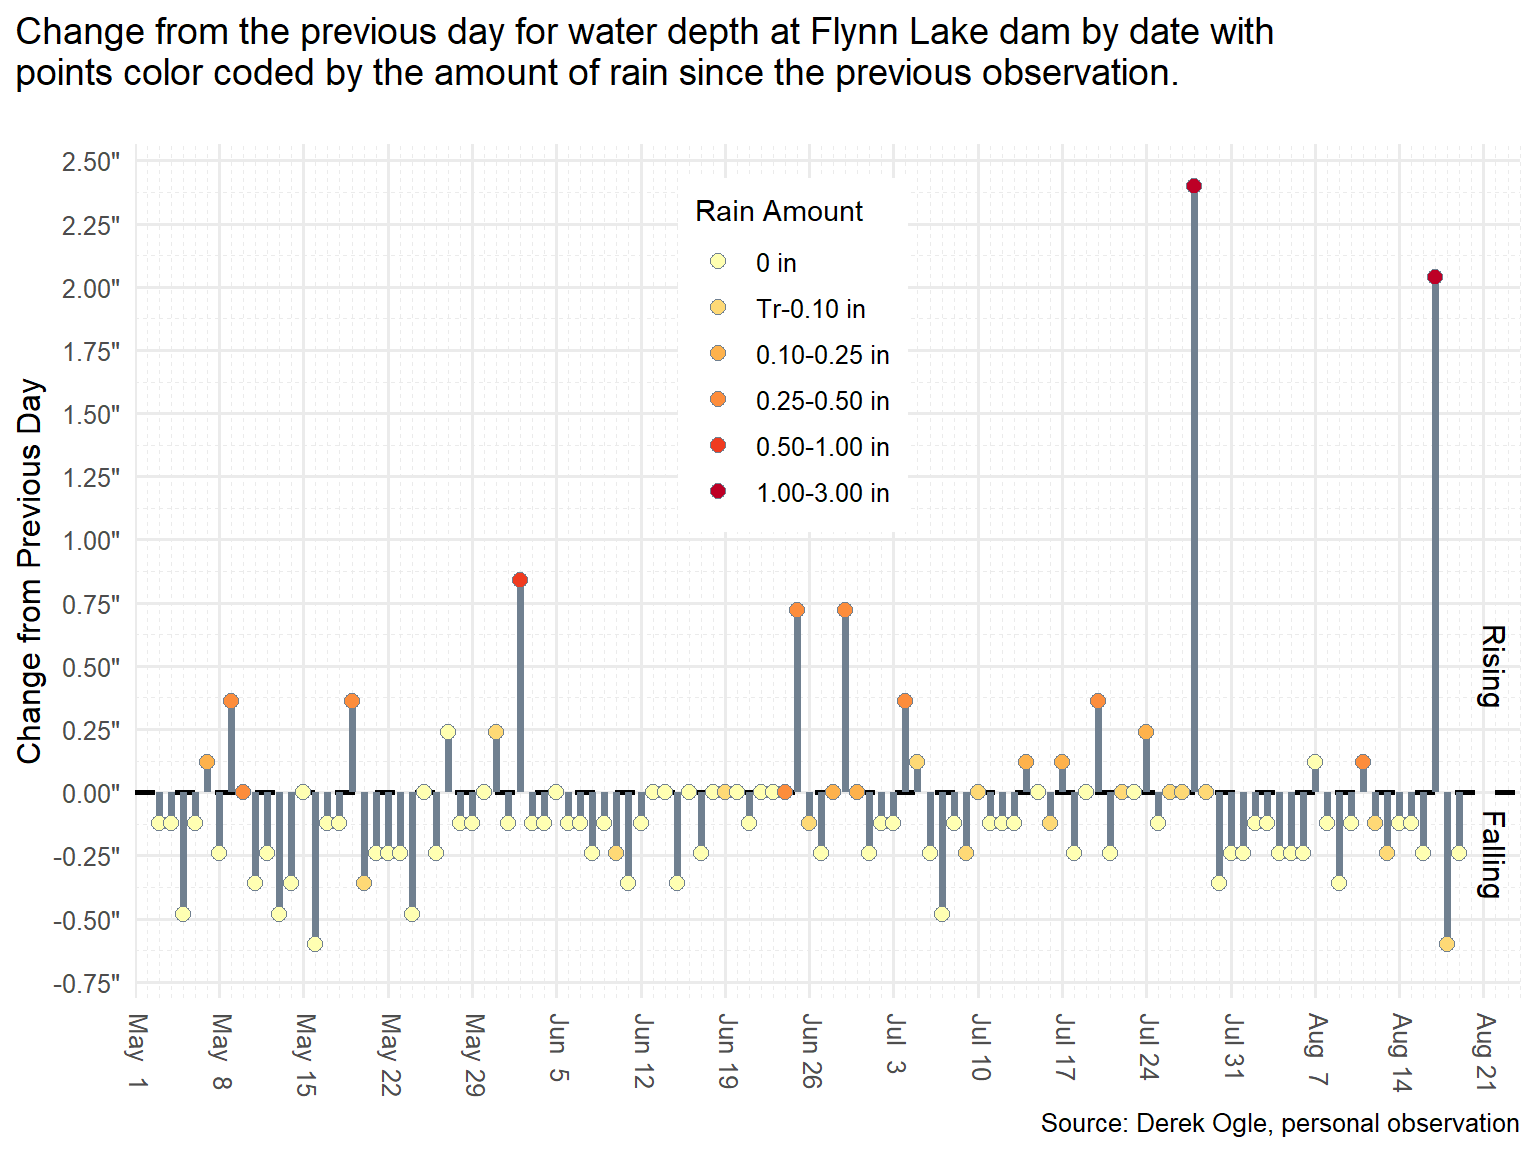 Change from the previous day for water depth at Flynn Lake dam by date with
points color coded by the amount of rain since the previous observation.
2.50"
2.25"
2.00"
1.75"
1.50"
1.25"
1.00"
0.75"
0.50"
0.25"
0.00"
-0.25"
-0.50"
-0.75"
Change from Previous Day
Rain Amount
0 in
Tr-0.10 in
0.10-0.25 in
0.25-0.50 in
0.50-1.00 in
1.00-3.00 in
Rising
Falling
May 1
May 8
May 15
May 22
May 29
Jun 5
Jun 12
Jun 19
Jun 26
Jul 3
Jul 10
Jul 17
Jul 24
Jul 31
Aug 7
Aug 14
Aug 21
Source: Derek Ogle, personal observation